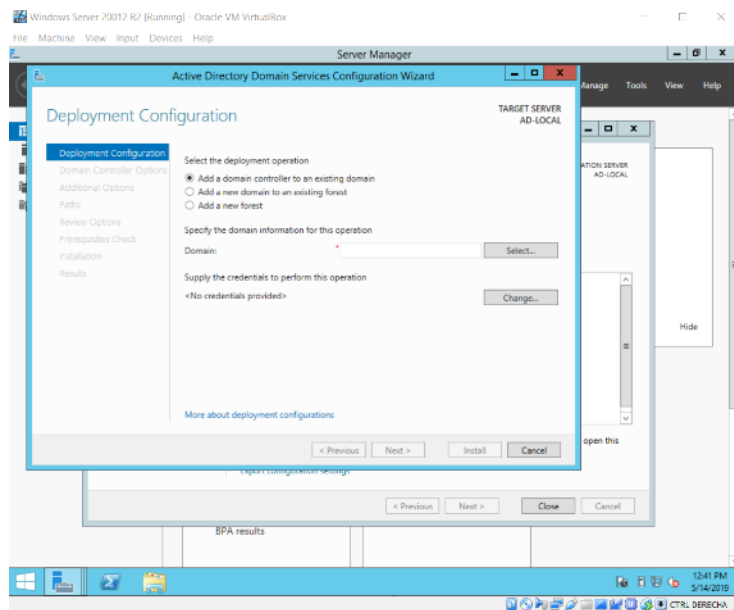 Windows Server 20012 R2 [Running] - Oracle VM VirtualBox
File Machine View Input Devices Help
Server Manager
Active Directory Domain Services Configuration Wizard
Manage Tools View Help
Deployment Configuration
TARGET SERVER
AD-LOCAL
Deployment Configuration
Domain Controller Options
Additional Options
Paths
Review Options
Prerequisites Check
Installation
Results
Select the deployment operation
Add a domain controller to an existing domain
Add a new domain to an existing forest
Add a new forest
Specify the domain information for this operation
Domain: * Select...
Supply the credentials to perform this operation
<No credentials provided> Change...
More about deployment configurations
< Previous Next > Install Cancel
ATION SERVER
AD-LOCAL
Hide
open this
Export configuration settings
< Previous Next > Close Cancel
BPA results
12:41 PM
5/14/2019
CTRL DERECHA